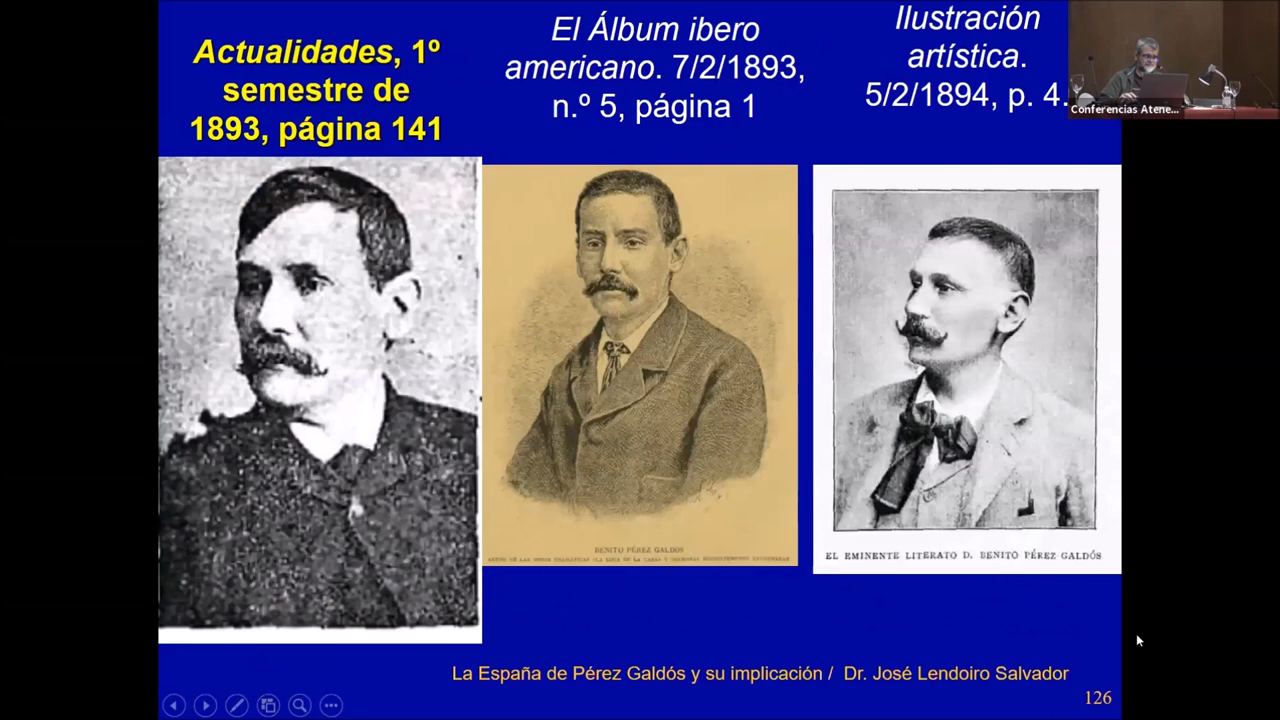 Actualidades, 1º
semestre de
1893, página 141
El Álbum ibero
americano. 7/2/1893,
n.º 5, página 1
Ilustración
artística.
5/2/1894, p. 4.
Conferencias Atene...
BENITO PÉREZ GALDÓS
EL EMINENTE LITERATO D. BENITO PÉREZ GALDÓS
La España de Pérez Galdós y su implicación / Dr. José Lendoiro Salvador
126